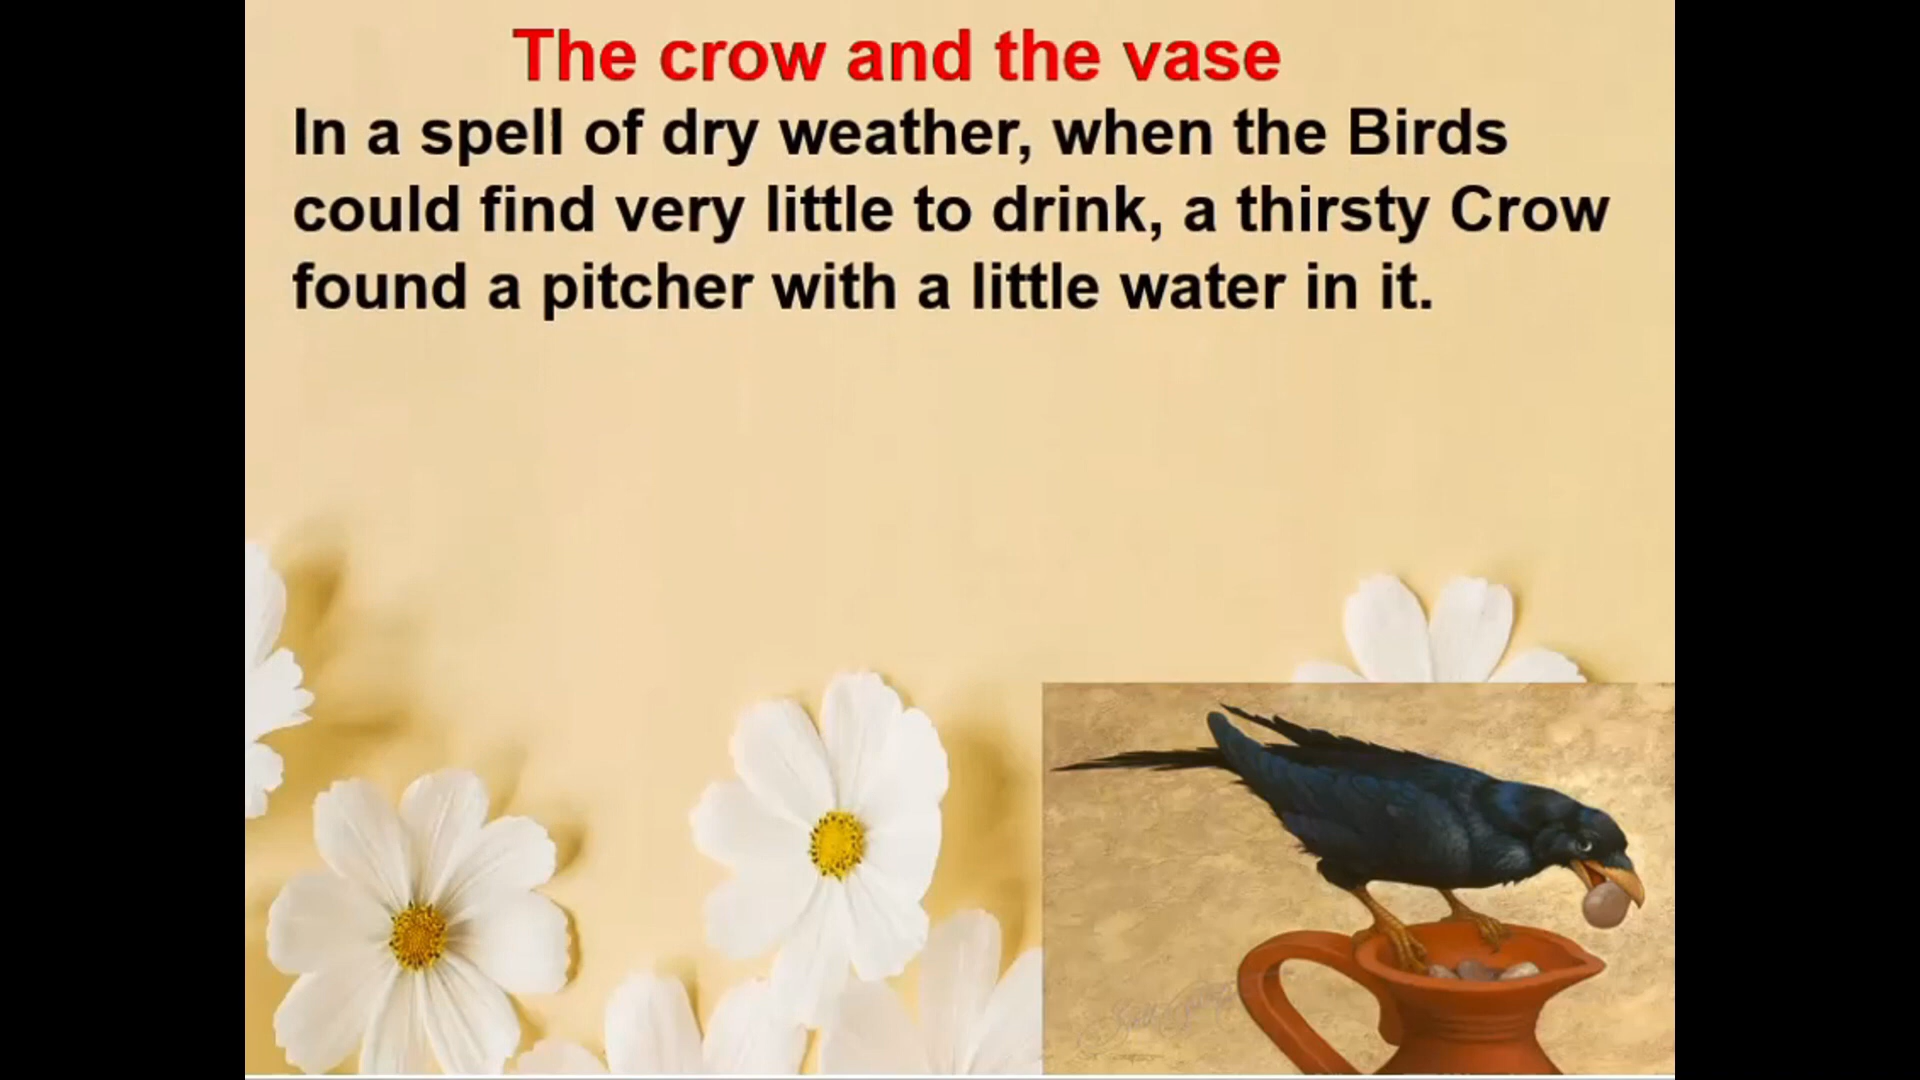 The crow and the vase
In a spell of dry weather, when the Birds
could find very little to drink, a thirsty Crow
found a pitcher with a little water in it.